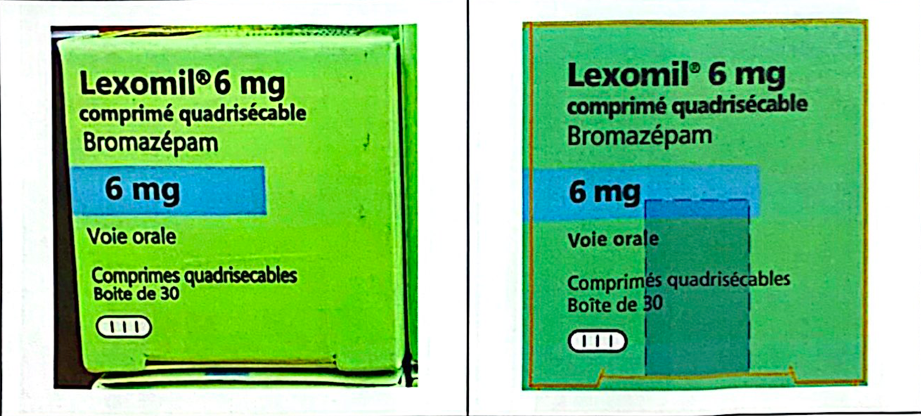 Lexomil® 6 mg
comprimé quadrisécable
Bromazépam
6 mg
Voie orale
Comprimes quadrisecables
Boite de 30
Lexomil® 6 mg
comprimé quadrisécable
Bromazépam
6 mg
Voie orale
Comprimés quadrisécables
Boîte de 30